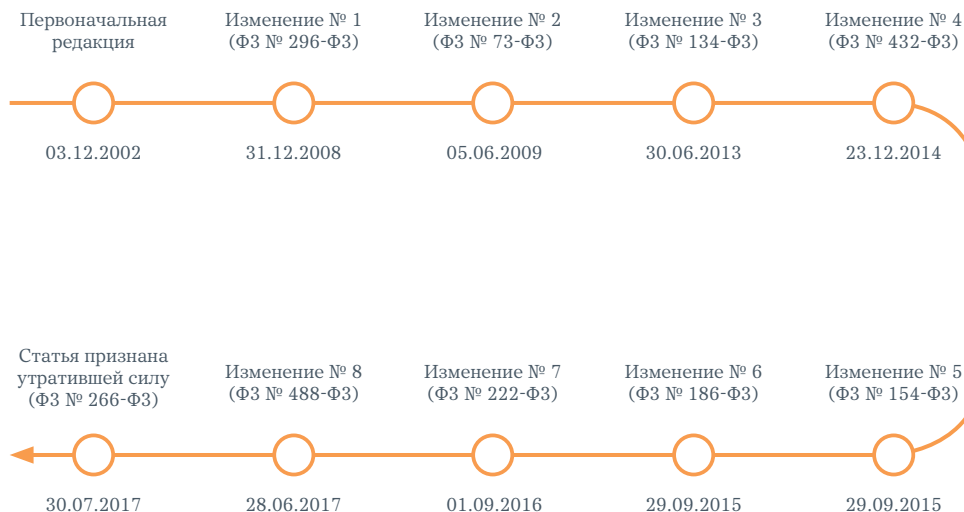 Первоначальная
редакция
03.12.2002
Изменение № 1
(ФЗ № 296-ФЗ)
31.12.2008
Изменение № 2
(ФЗ № 73-ФЗ)
05.06.2009
Изменение № 3
(ФЗ № 134-ФЗ)
30.06.2013
Изменение № 4
(ФЗ № 432-ФЗ)
23.12.2014
Изменение № 5
(ФЗ № 154-ФЗ)
29.09.2015
Изменение № 6
(ФЗ № 186-ФЗ)
29.09.2015
Изменение № 7
(ФЗ № 222-ФЗ)
01.09.2016
Изменение № 8
(ФЗ № 488-ФЗ)
28.06.2017
Статья признана
утратившей силу
(ФЗ № 266-ФЗ)
30.07.2017